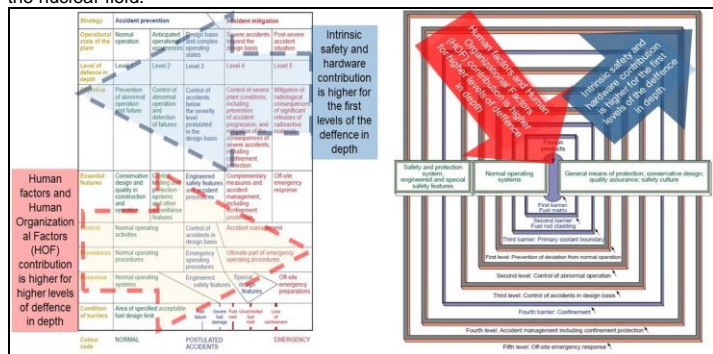 the nuclear field.
Strategy Accident prevention Accident mitigation
Operational state of the plant Normal operation Anticipated operational occurrences Design basis and complex operating states Severe accidents beyond the design basis Post-severe accident situation
Level of defence in depth Level 1 Level 2 Level 3 Level 4 Level 5
Objective Prevention of abnormal operation and failure Control of abnormal operation and detection of failures Control of accidents below the severity level postulated in the design basis Control of severe plant conditions, including prevention of accident progression, and mitigation of the consequences of severe accidents, including confinement protection Mitigation of radiological consequences of significant releases of radioactive materials
Essential features Conservative design and quality in construction and operation Control, limiting and protection systems and other surveillance features Engineered safety features and accident procedures Complementary measures and accident management, including confinement protection Off-site emergency response
Control Normal operating activities Control of accidents in design basis Accident management
Procedures Normal operating procedures Emergency operating procedures Ultimate part of emergency operating procedures
Response Normal operating systems Engineered safety features Special design features Off-site emergency preparations
Condition of barriers Area of specified acceptable fuel design limit Fuel failure Severe fuel damage Fuel melt Uncontrolled fuel melt Loss of confinement
Colour code NORMAL POSTULATED ACCIDENTS EMERGENCY
Intrinsic
safety and
hardware
contribution
is higher for
the first
levels of the
deffence
in depth
Human
factors and
Human
Organization
al Factors
(HOF)
contribution
is higher for
higher levels
of deffence
in depth
Human factors and Human
Organizational Factors
(HOF) contribution is higher
for higher levels of deffence
in depth
Intrinsic safety and
hardware contribution
is higher for the first
levels of the deffence
in depth
Fission
products
Safety and protection
system,
engineered and special
safety features
Normal operating
systems
General means of protection; conservative design;
quality assurance; safety culture
First barrier:
Fuel matrix
Second barrier:
Fuel rod cladding
Third barrier: Primary coolant boundary
First level: Prevention of deviation from normal operation
Second level: Control of abnormal operation
Third level: Control of accidents in design basis
Fourth barrier: Confinement
Fourth level: Accident management including confinement protection
Fifth level: Off-site emergency response